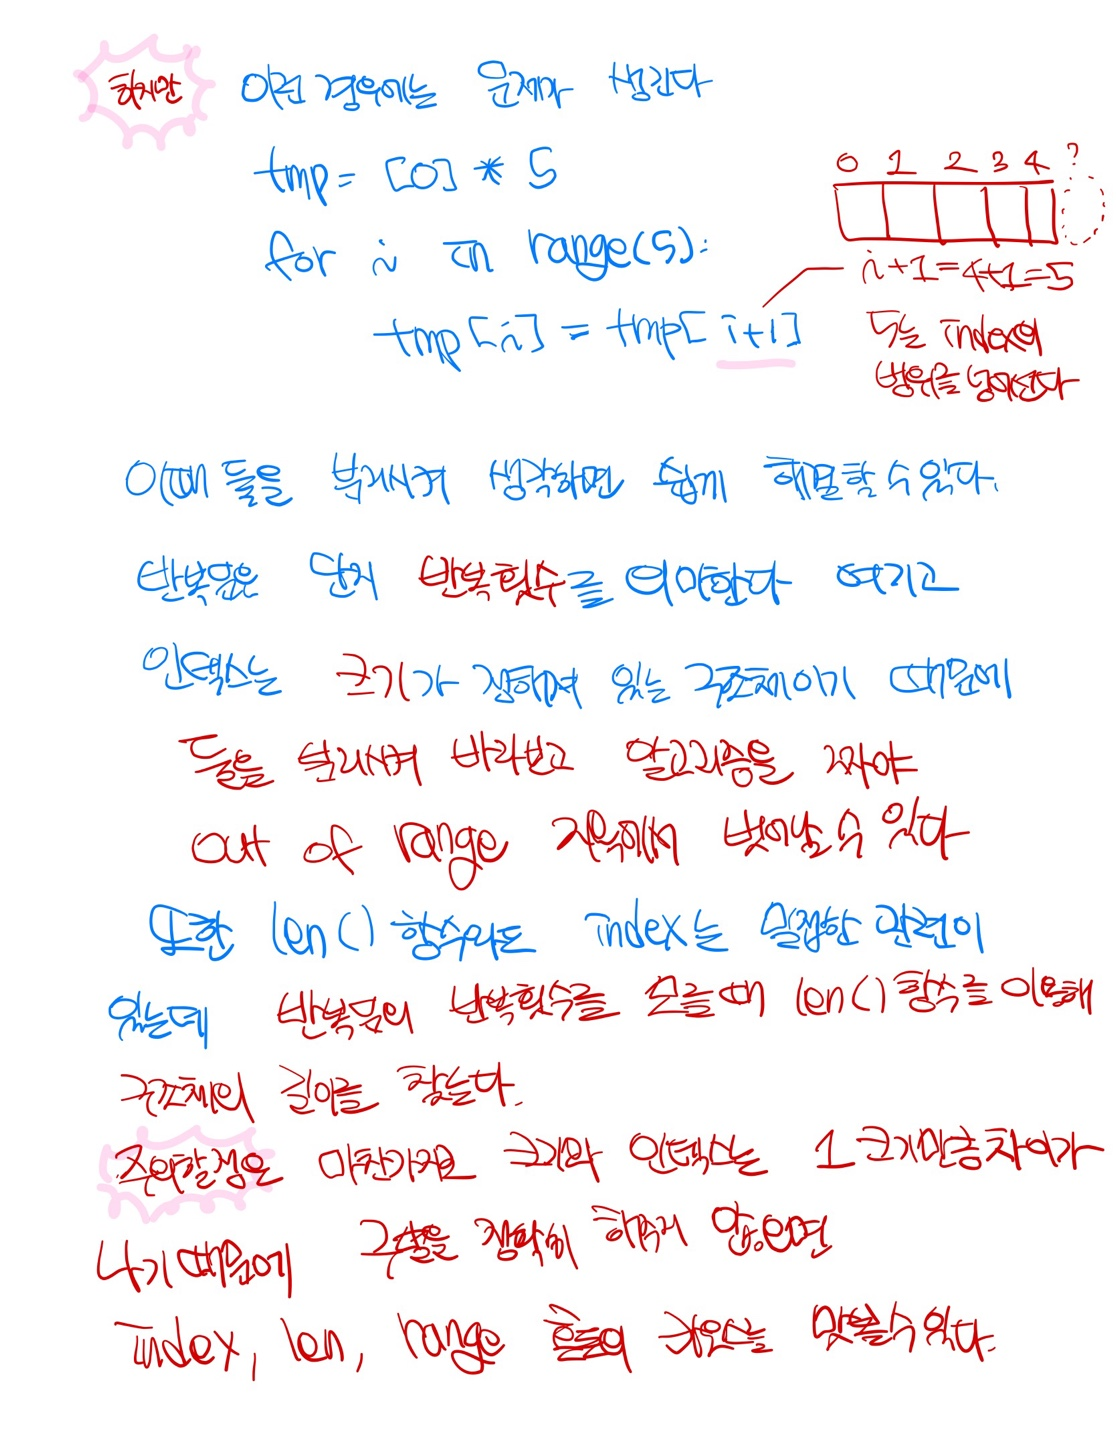 하지만 이런 경우에는 문제가 생긴다
tmp = [0] * 5
for i in range(5):
tmp[i] = tmp[i+1]
0 1 2 3 4 ?
i+1=4+1=5
5는 index의
범위를 넘어선다
이때 둘을 분리시켜 생각하면 쉽게 해결할 수 있다.
반복문은 단지 반복횟수를 의미한다 여기고
인덱스는 크기가 정해져 있는 구조체이기 때문에
둘을 분리시켜 바라보고 알고리즘을 짜야
out of range 지옥에서 벗어날 수 있다
또한 len() 함수와도 index는 밀접한 관련이
있는데 반복문의 반복횟수를 모를때 len() 함수를 이용해
구조체의 길이를 찾는다.
주의할점은 마찬가지로 크기와 인덱스는 1 크기만큼 차이가
나기 때문에 구별을 정확히 해주지 않으면
index, len, range 혼돈의 카오스를 맛볼수 있다.